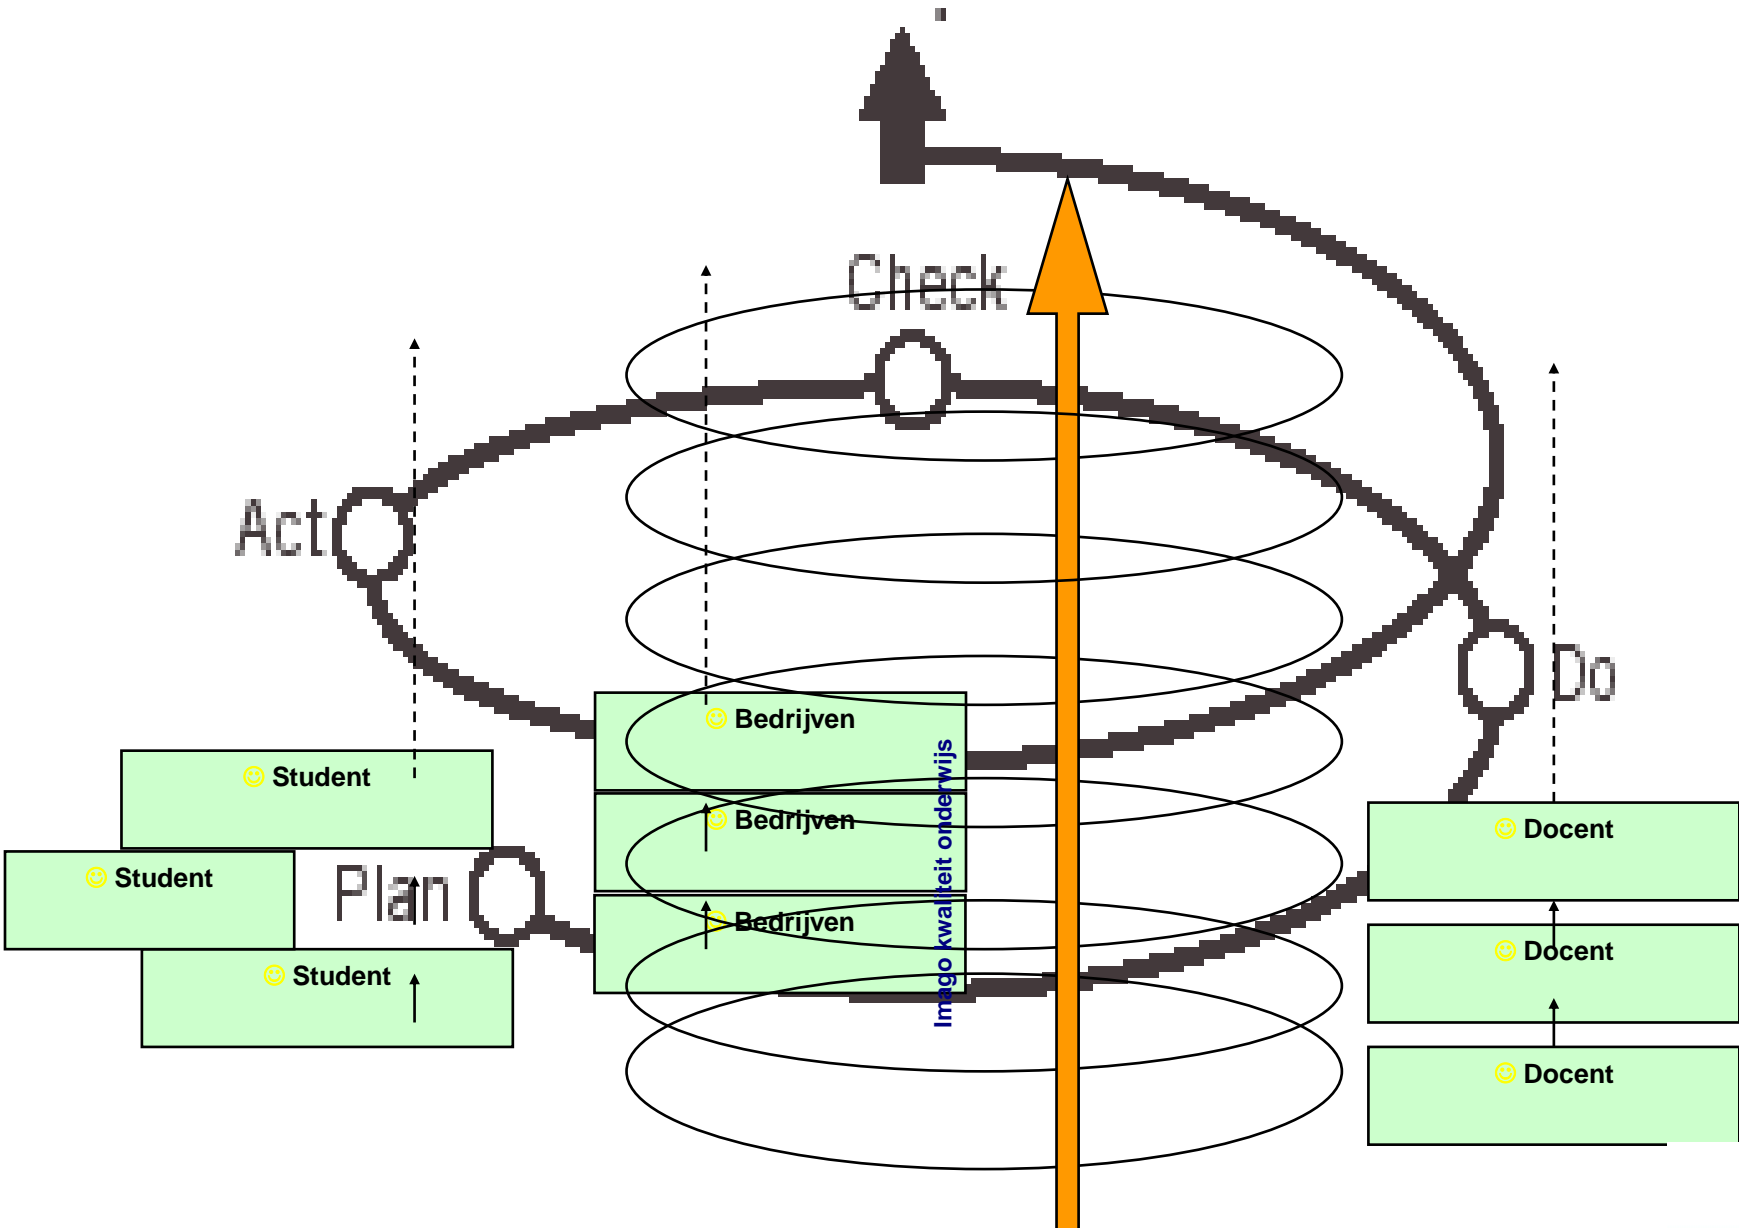 Check
Act
Do
☺ Bedrijven
☺ Student
☺ Bedrijven
☺ Docent
☺ Student
Plan
☺ Bedrijven
☺ Docent
☺ Student
☺ Docent
Imago kwaliteit onderwijs